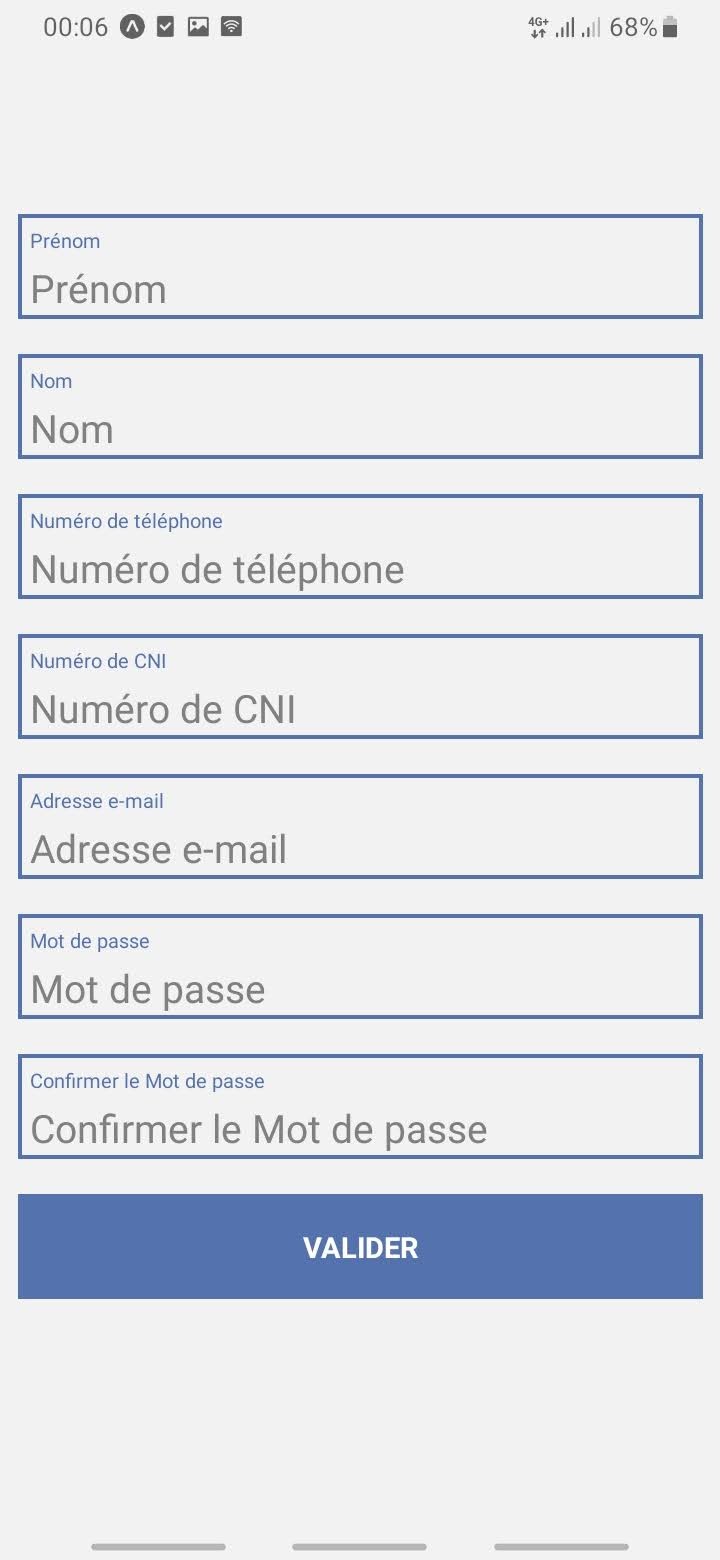 00:06 4G+ 68%
Prénom
Prénom
Nom
Nom
Numéro de téléphone
Numéro de téléphone
Numéro de CNI
Numéro de CNI
Adresse e-mail
Adresse e-mail
Mot de passe
Mot de passe
Confirmer le Mot de passe
Confirmer le Mot de passe
VALIDER